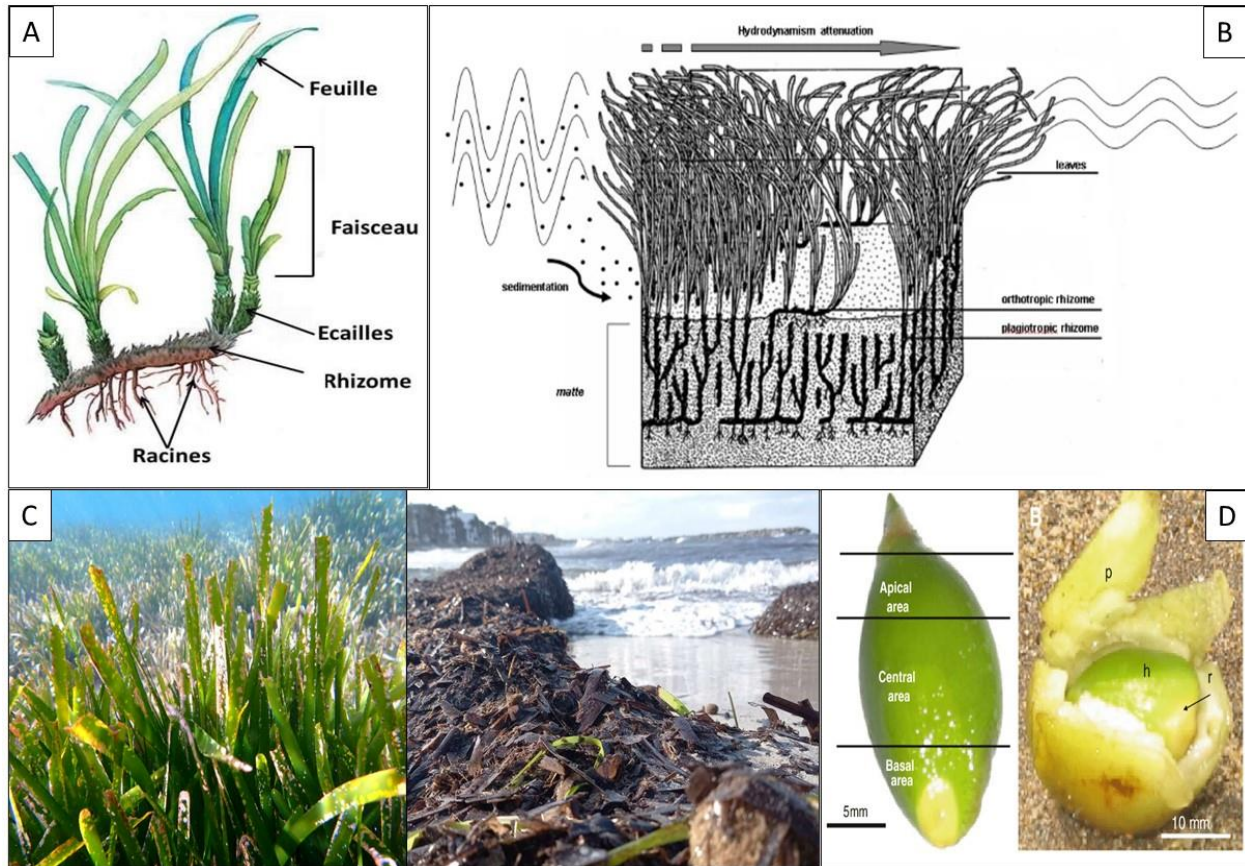 A
Feuille
Faisceau
Ecailles
Rhizome
Racines
B
Hydrodynamism attenuation
leaves
sedimentation
orthotropic rhizome
plagiotropic rhizome
matte
C
D
Apical
area
Central
area
Basal
area
5mm
B
p
h
r
10 mm